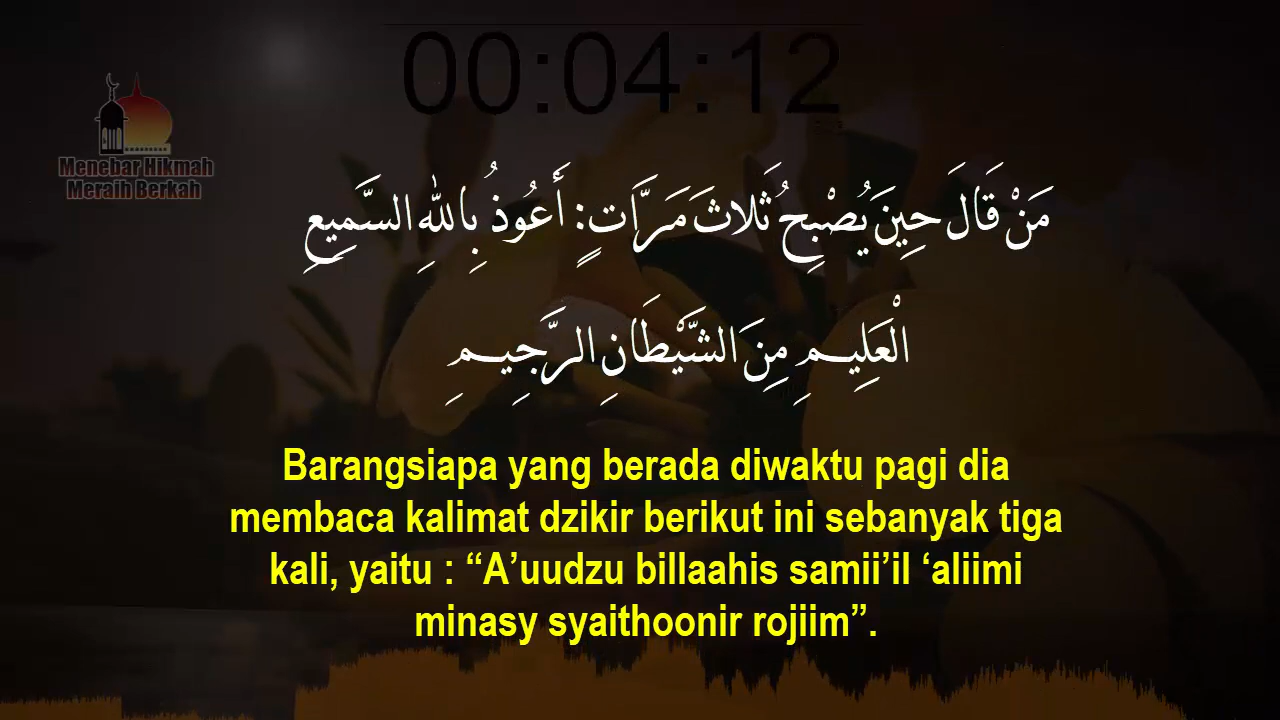 00:04:12
Menebar Hikmah
Meraih Berkah
مَنْ قَالَ حِينَ يُصْبِحُ ثَلاثَ مَرَّاتٍ: أَعُوذُ بِاللهِ السَّمِيعِ
الْعَلِيمِ مِنَ الشَّيْطَانِ الرَّجِيمِ
Barangsiapa yang berada diwaktu pagi dia
membaca kalimat dzikir berikut ini sebanyak tiga
kali, yaitu : “A’uudzu billaahis samii’il ‘aliimi
minasy syaithoonir rojiim”.